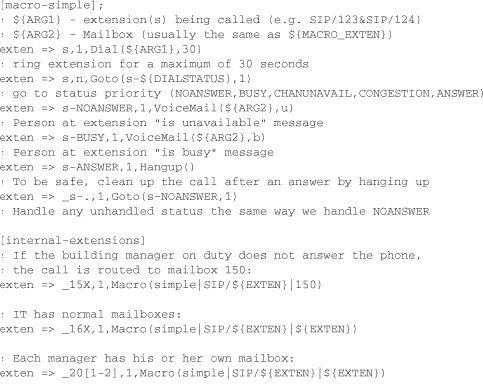 [macro-simple];
; ${ARG1} - extension(s) being called (e.g. SIP/123&SIP/124)
; ${ARG2} - Mailbox (usually the same as ${MACRO_EXTEN})
exten => s,1,Dial(${ARG1},30)
; ring extension for a maximum of 30 seconds
exten => s,n,Goto(s-${DIALSTATUS},1)
; go to status priority (NOANSWER,BUSY,CHANUNAVAIL,CONGESTION,ANSWER)
exten => s-NOANSWER,1,VoiceMail(${ARG2},u)
; Person at extension "is unavailable" message
exten => s-BUSY,1,VoiceMail(${ARG2},b)
; Person at extension "is busy" message
exten => s-ANSWER,1,Hangup()
; To be safe, clean up the call after an answer by hanging up
exten => _s-.,1,Goto(s-NOANSWER,1)
; Handle any unhandled status the same way we handle NOANSWER
[internal-extensions]
; If the building manager on duty does not answer the phone,
; the call is routed to mailbox 150:
exten => _15X,1,Macro(simple|SIP/${EXTEN}|150)
; IT has normal mailboxes:
exten => _16X,1,Macro(simple|SIP/${EXTEN}|${EXTEN})
; Each manager has his or her own mailbox:
exten => _20[1-2],1,Macro(simple|SIP/${EXTEN}|${EXTEN})